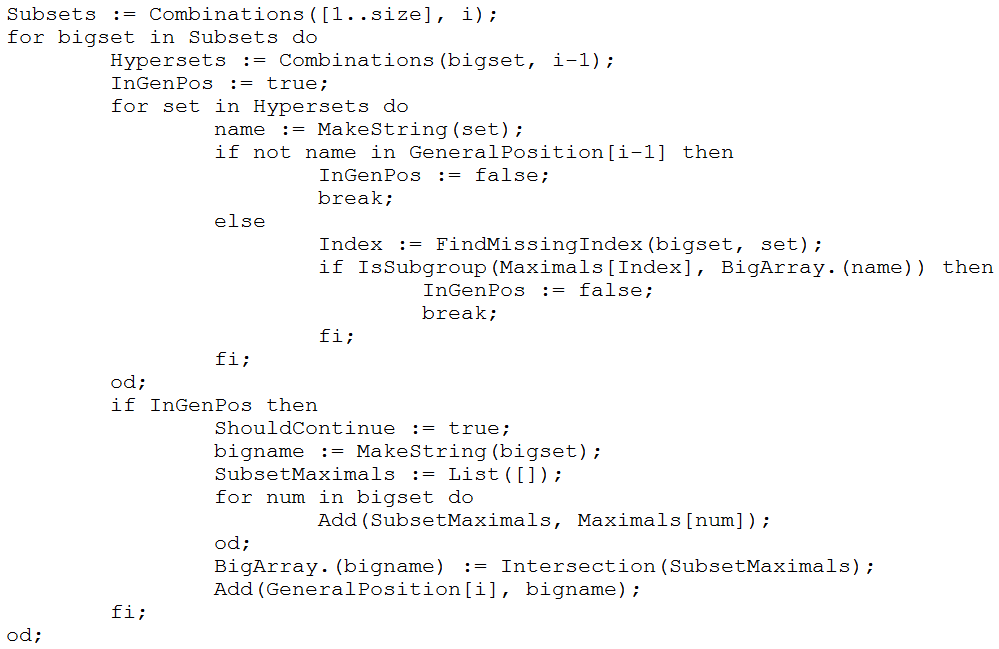 Subsets := Combinations([1..size], i);
for bigset in Subsets do
        Hypersets := Combinations(bigset, i-1);
        InGenPos := true;
        for set in Hypersets do
                name := MakeString(set);
                if not name in GeneralPosition[i-1] then
                        InGenPos := false;
                        break;
                else
                        Index := FindMissingIndex(bigset, set);
                        if IsSubgroup(Maximals[Index], BigArray.(name)) then
                                InGenPos := false;
                                break;
                        fi;
                fi;
        od;
        if InGenPos then
                ShouldContinue := true;
                bigname := MakeString(bigset);
                SubsetMaximals := List([]);
                for num in bigset do
                        Add(SubsetMaximals, Maximals[num]);
                od;
                BigArray.(bigname) := Intersection(SubsetMaximals);
                Add(GeneralPosition[i], bigname);
        fi;
od;